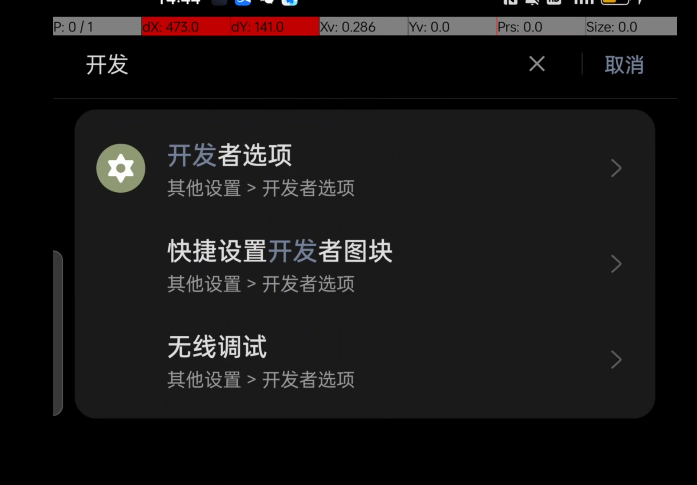 P: 0 / 1 dX: 473.0 dY: 141.0 Xv: 0.286 Yv: 0.0 Prs: 0.0 Size: 0.0
开发 取消
开发者选项
其他设置 > 开发者选项
快捷设置开发者图块
其他设置 > 开发者选项
无线调试
其他设置 > 开发者选项